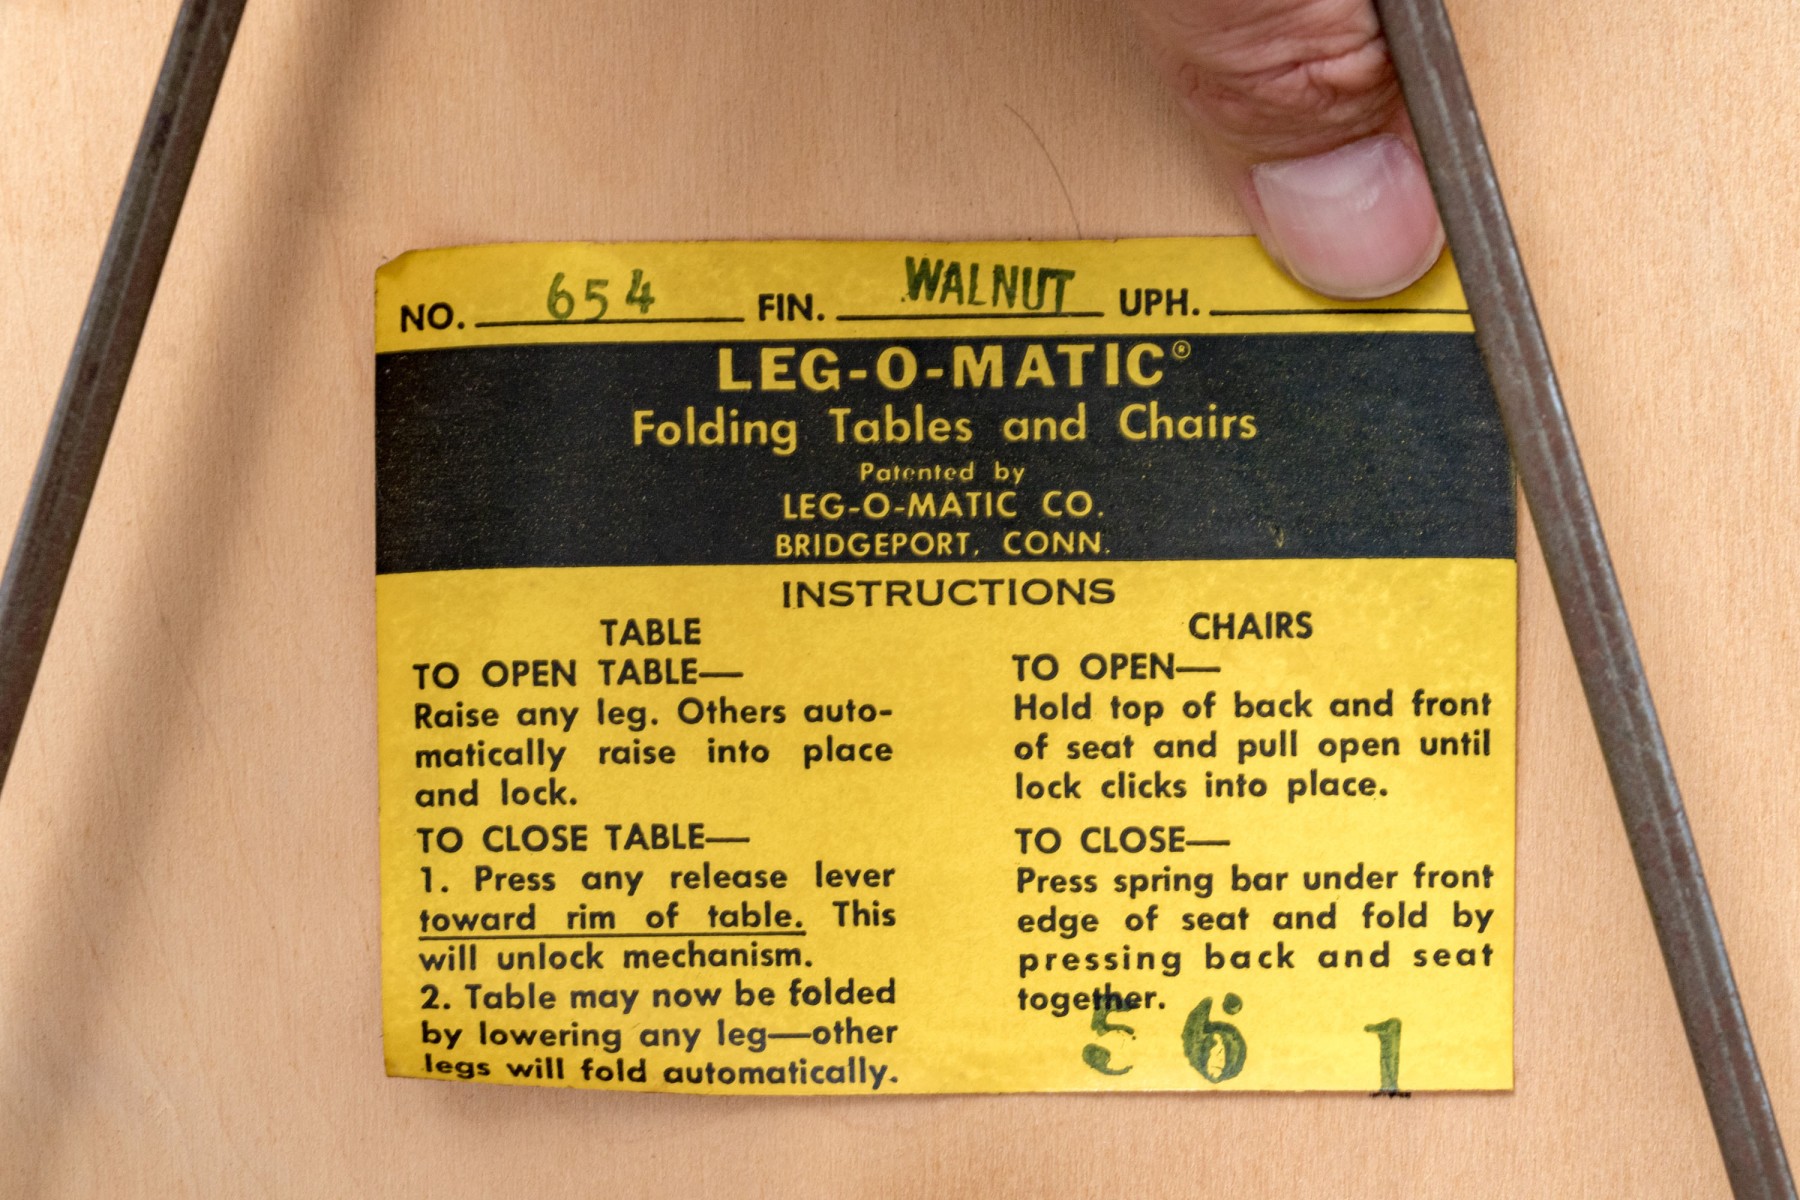 NO. 654 FIN. WALNUT UPH.
LEG-O-MATIC®
Folding Tables and Chairs
Patented by
LEG-O-MATIC CO.
BRIDGEPORT, CONN.
INSTRUCTIONS
TABLE
TO OPEN TABLE—
Raise any leg. Others auto-
matically raise into place
and lock.
TO CLOSE TABLE—
1. Press any release lever
toward rim of table. This
will unlock mechanism.
2. Table may now be folded
by lowering any leg—other
legs will fold automatically.
CHAIRS
TO OPEN—
Hold top of back and front
of seat and pull open until
lock clicks into place.
TO CLOSE—
Press spring bar under front
edge of seat and fold by
pressing back and seat
together.
5 6 1